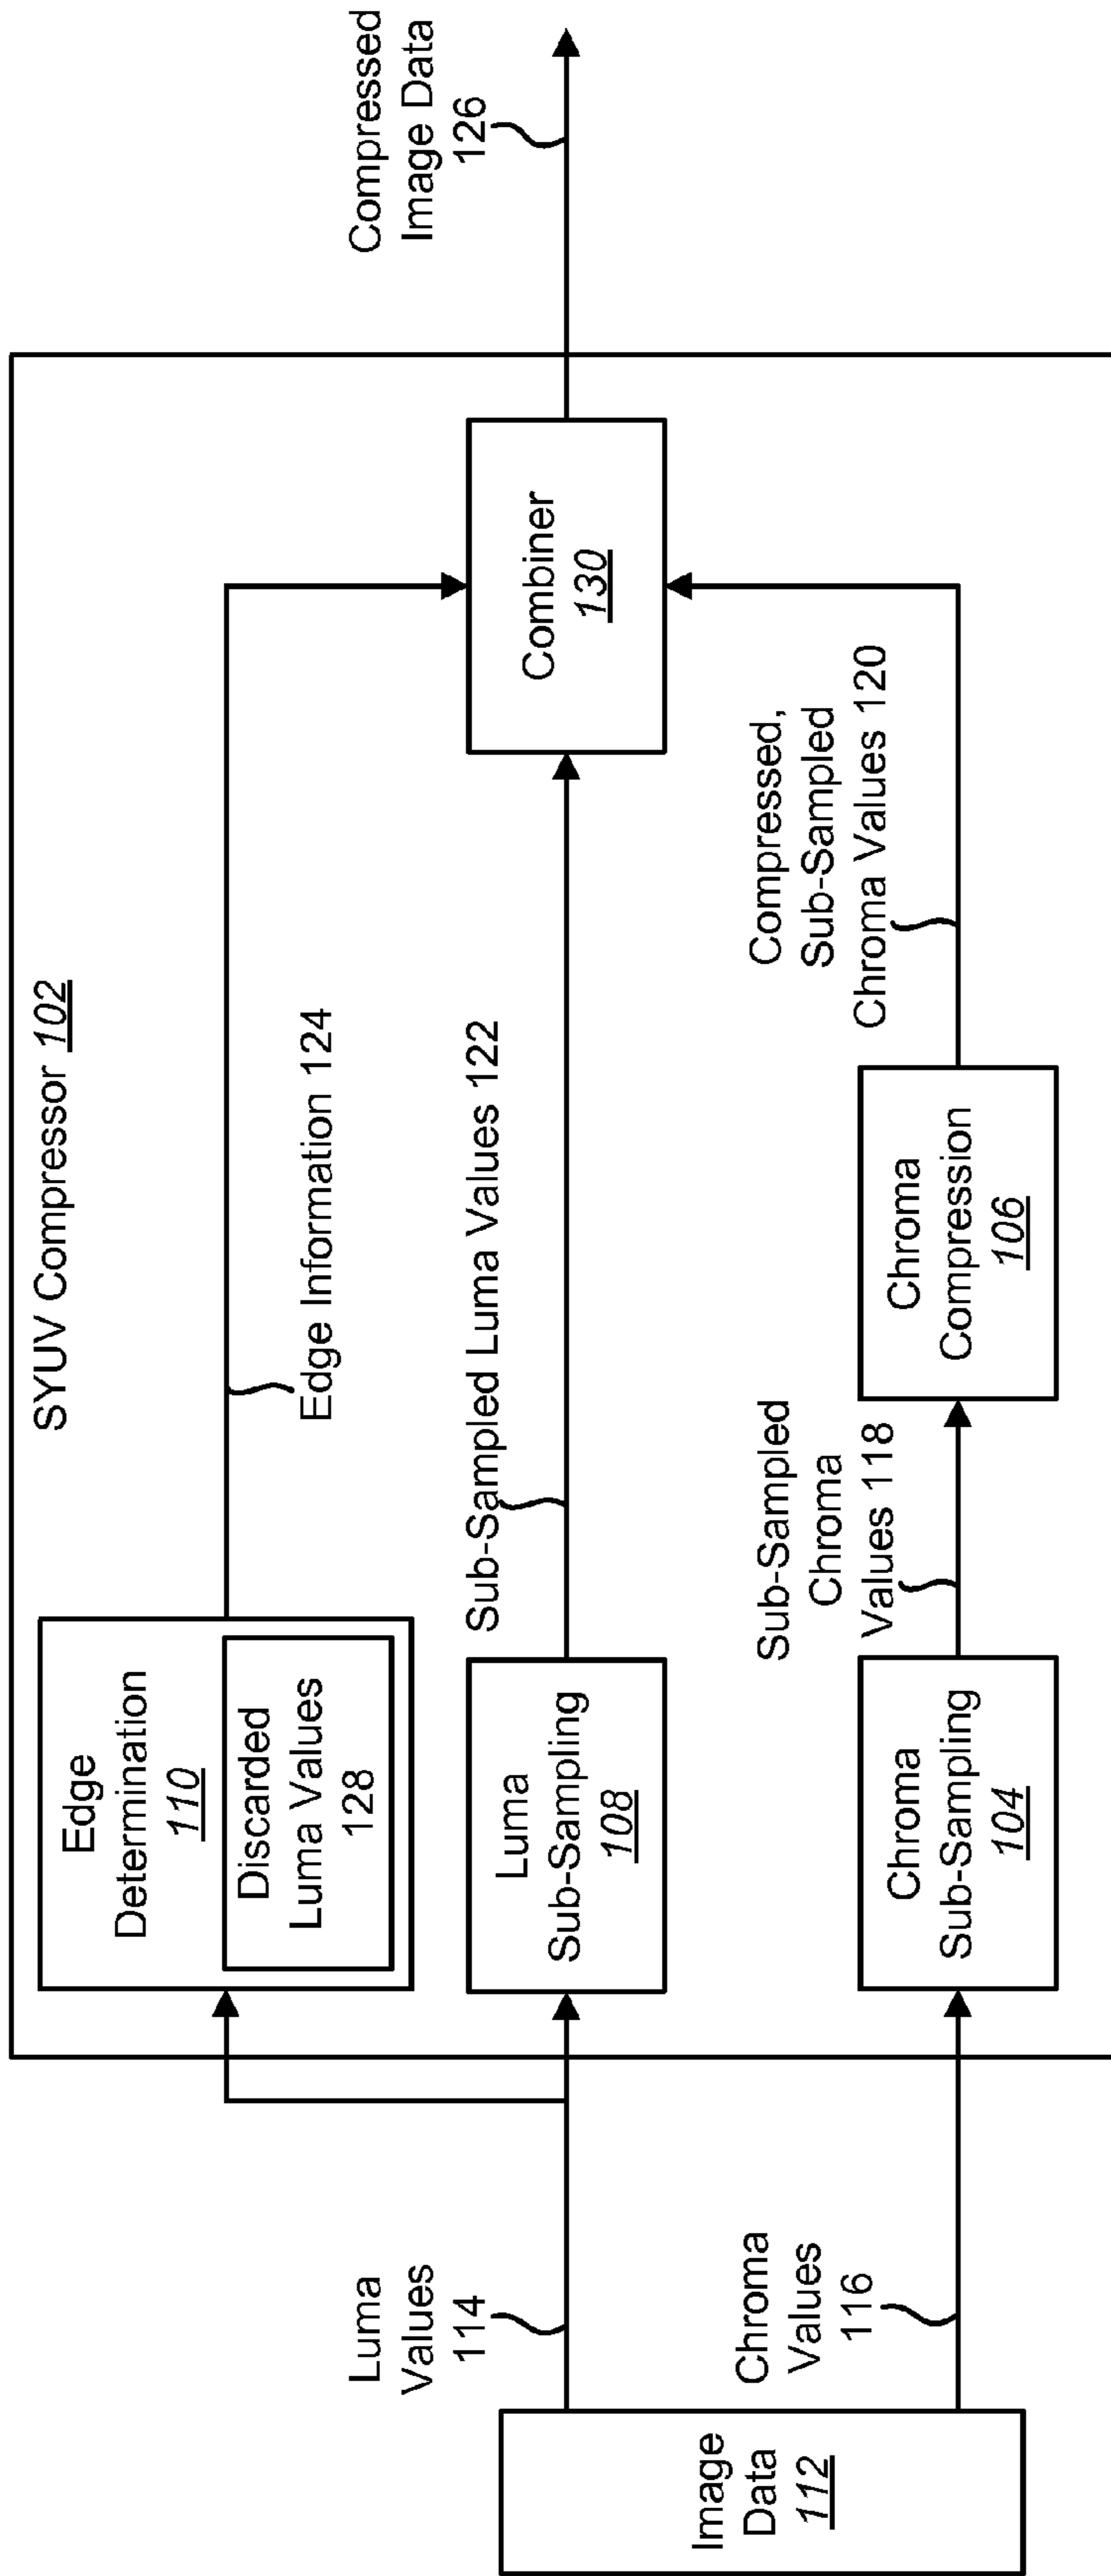 SYUV Compressor 102
Image
Data
112
Luma
Values
114
Chroma
Values
116
Edge
Determination
110
Discarded
Luma Values
128
Luma
Sub-Sampling
108
Chroma
Sub-Sampling
104
Edge Information 124
Sub-Sampled Luma Values 122
Sub-Sampled
Chroma
Values 118
Chroma
Compression
106
Compressed,
Sub-Sampled
Chroma Values 120
Combiner
130
Compressed
Image Data
126